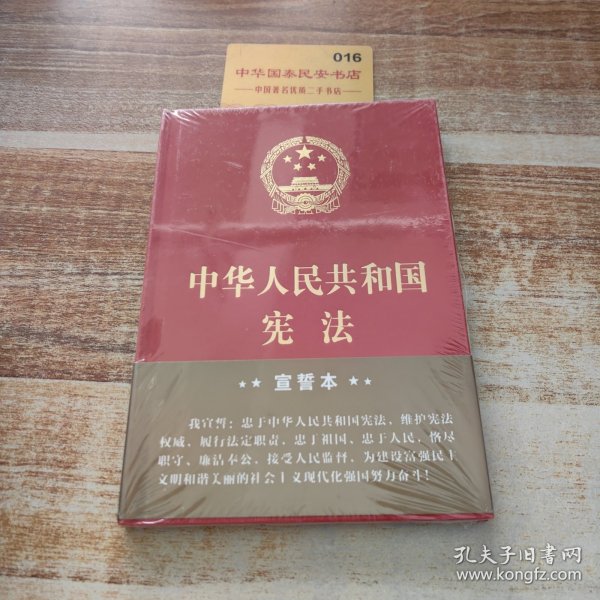 016
中华国泰民安书店
——中国著名优质二手书店——
中华人民共和国
宪法
★★ 宣誓本 ★★
我宣誓：忠于中华人民共和国宪法，维护宪法
权威，履行法定职责，忠于祖国、忠于人民，恪尽
职守、廉洁奉公，接受人民监督，为建设富强民主
文明和谐美丽的社会主义现代化强国努力奋斗！
孔夫子旧书网
www.kongfz.com